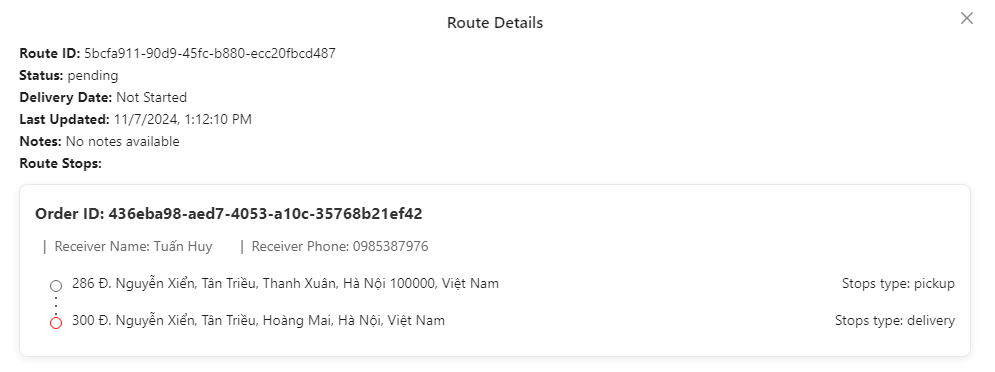 Route Details
Route ID: 5bcfa911-90d9-45fc-b880-ecc20fbcd487
Status: pending
Delivery Date: Not Started
Last Updated: 11/7/2024, 1:12:10 PM
Notes: No notes available
Route Stops:
Order ID: 436eba98-aed7-4053-a10c-35768b21ef42
| Receiver Name: Tuấn Huy | Receiver Phone: 0985387976
286 Đ. Nguyễn Xiển, Tân Triều, Thanh Xuân, Hà Nội 100000, Việt Nam Stops type: pickup
300 Đ. Nguyễn Xiển, Tân Triều, Hoàng Mai, Hà Nội, Việt Nam Stops type: delivery